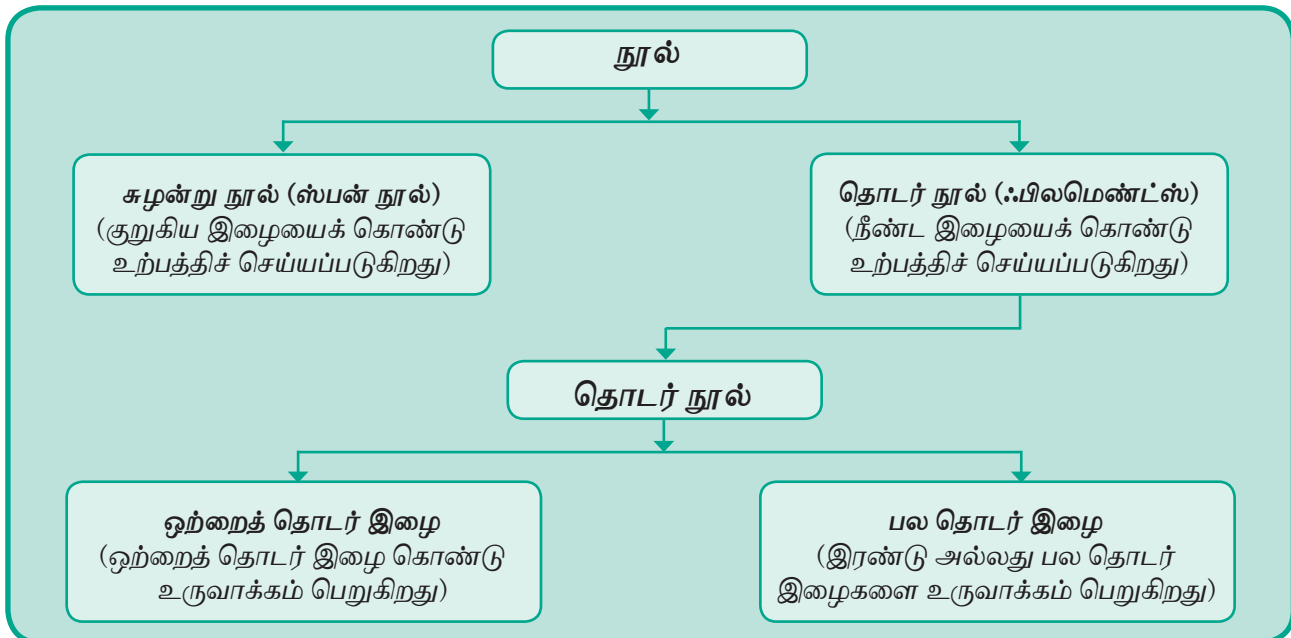 நூல்
சுழன்று நூல் (ஸ்பன் நூல்)
(குறுகிய இழையைக் கொண்டு
உற்பத்திச் செய்யப்படுகிறது)
தொடர் நூல் (ஃபிலமெண்ட்ஸ்)
(நீண்ட இழையைக் கொண்டு
உற்பத்திச் செய்யப்படுகிறது)
தொடர் நூல்
ஒற்றைத் தொடர் இழை
(ஒற்றைத் தொடர் இழை கொண்டு
உருவாக்கம் பெறுகிறது)
பல தொடர் இழை
(இரண்டு அல்லது பல தொடர்
இழைகளை உருவாக்கம் பெறுகிறது)